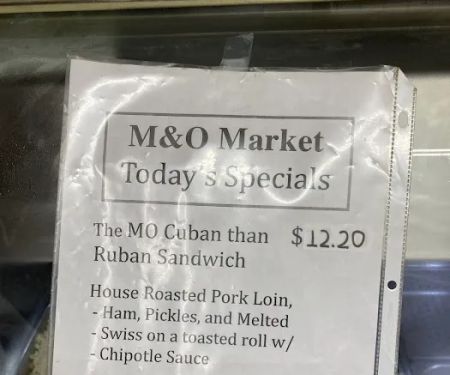 M&O Market
Today's Specials
The MO Cuban than $12.20
Ruban Sandwich
House Roasted Pork Loin,
- Ham, Pickles, and Melted
- Swiss on a toasted roll w/
- Chipotle Sauce